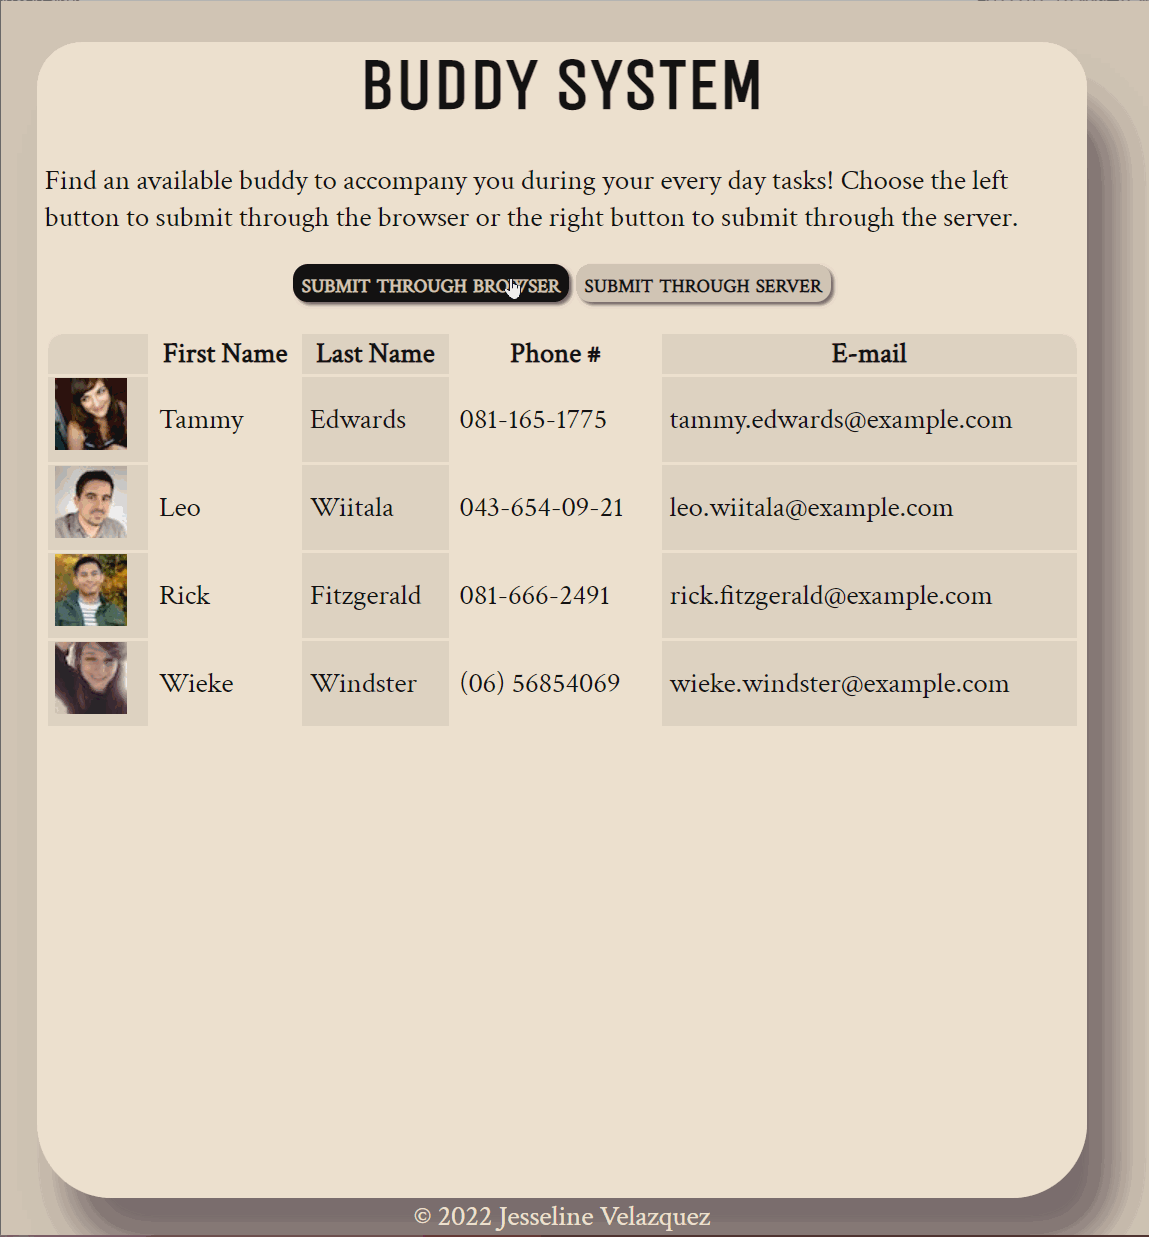 BUDDY SYSTEM
Find an available buddy to accompany you during your every day tasks! Choose the left
button to submit through the browser or the right button to submit through the server.
SUBMIT THROUGH BROWSER SUBMIT THROUGH SERVER
First Name Last Name Phone # E-mail
Tammy Edwards 081-165-1775 tammy.edwards@example.com
Leo Wiitala 043-654-09-21 leo.wiitala@example.com
Rick Fitzgerald 081-666-2491 rick.fitzgerald@example.com
Wieke Windster (06) 56854069 wieke.windster@example.com
© 2022 Jesseline Velazquez